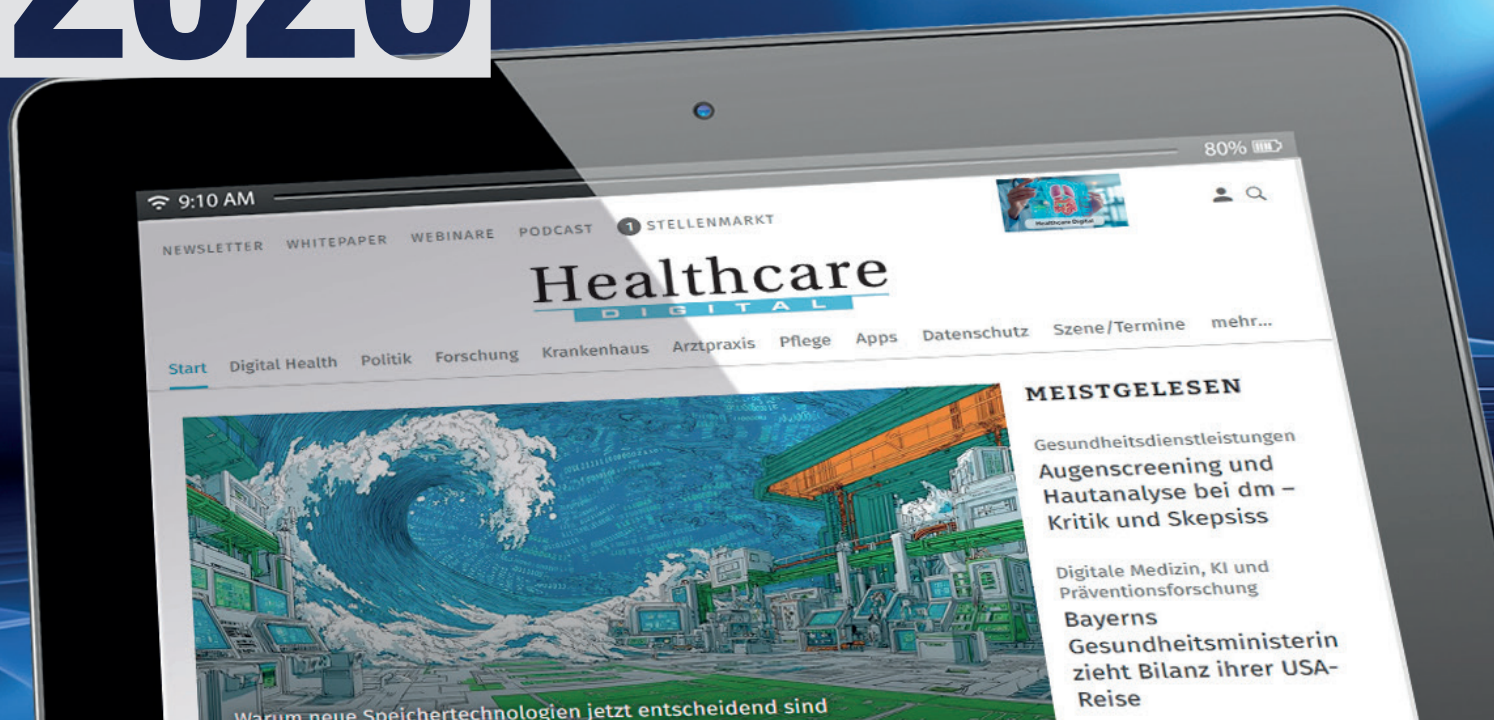 9:10 AM
80%
NEWSLETTER WHITEPAPER WEBINARE PODCAST 1 STELLENMARKT
Healthcare Digital
Healthcare
DIGITAL
Start Digital Health Politik Forschung Krankenhaus Arztpraxis Pflege Apps Datenschutz Szene/Termine mehr...
MEISTGELESEN
Gesundheitsdienstleistungen
Augenscreening und
Hautanalyse bei dm –
Kritik und Skepsiss
Digitale Medizin, KI und
Präventionsforschung
Bayerns
Gesundheitsministerin
zieht Bilanz ihrer USA-
Reise
Warum neue Speichertechnologien jetzt entscheidend sind